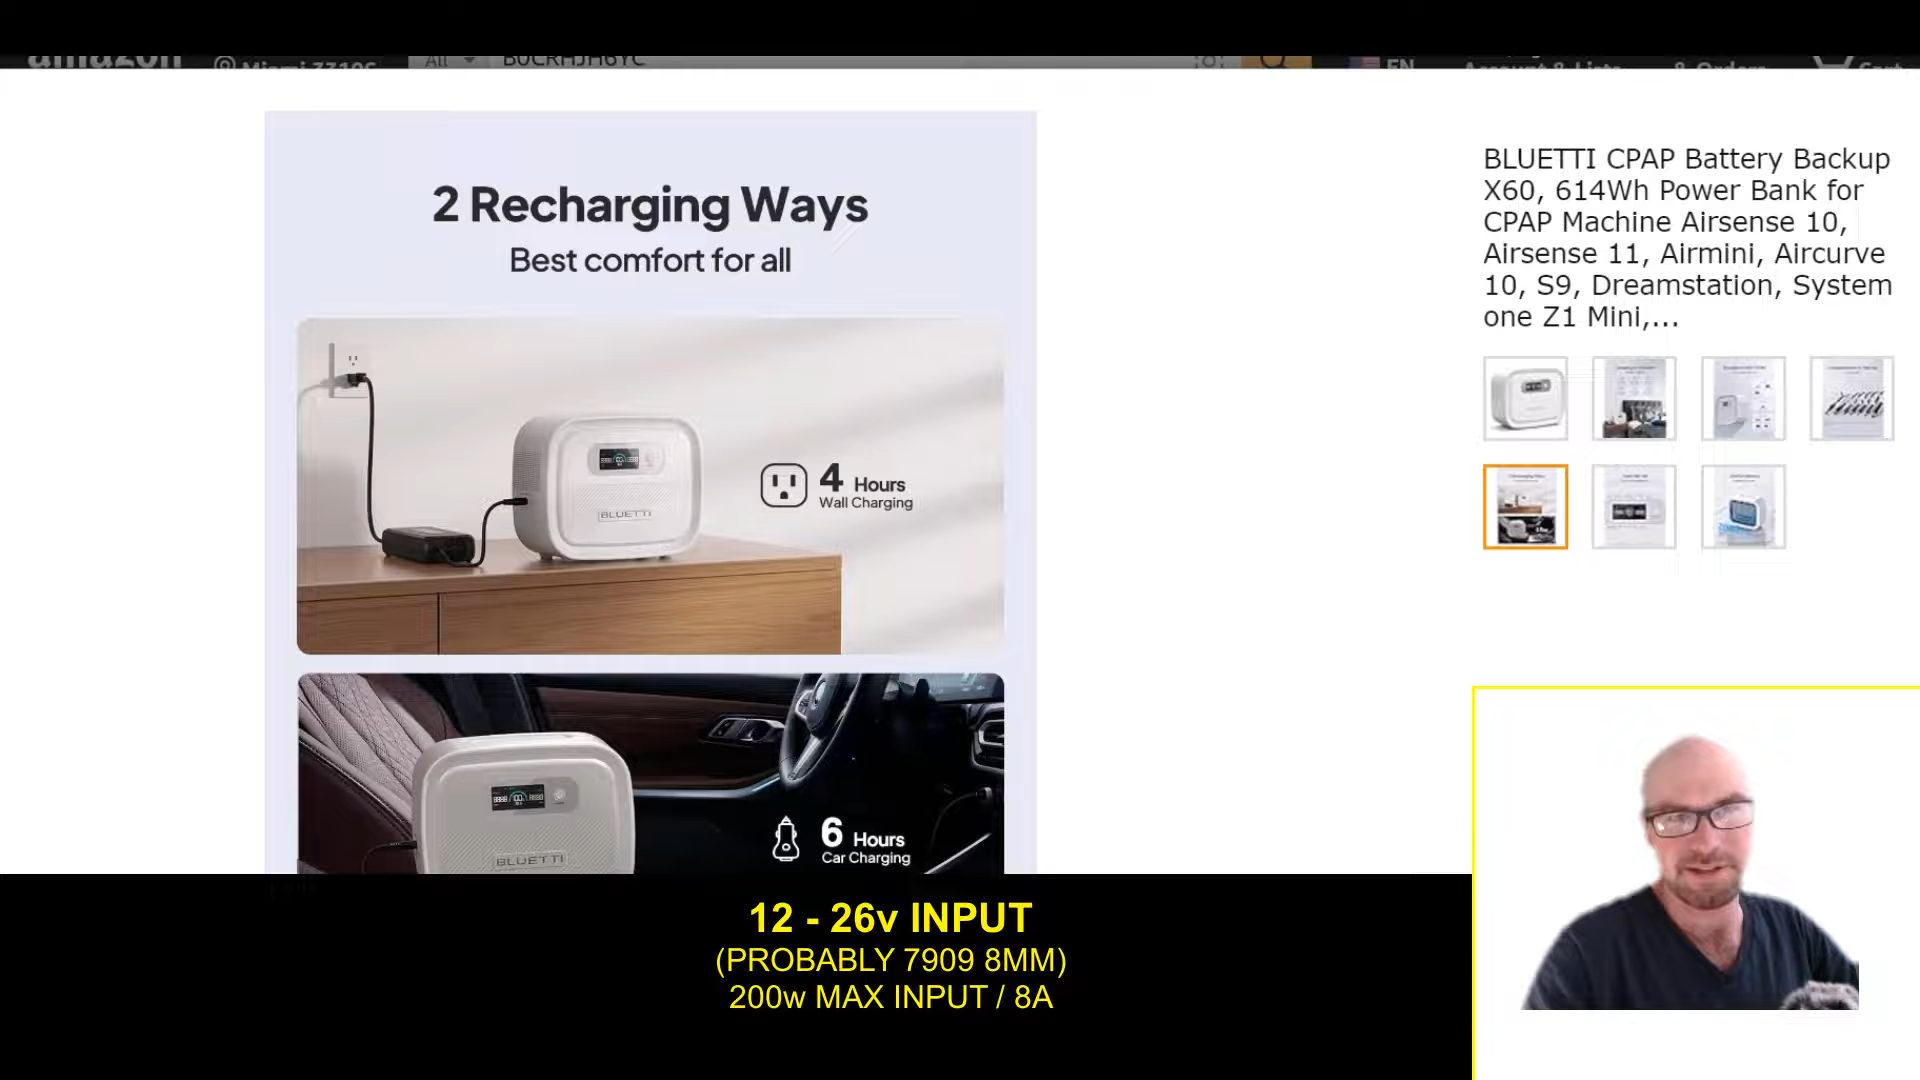 amazon
Miami 33196
All
B0CRHJH6YC
EN
Account & Lists
& Orders
Cart
2 Recharging Ways
Best comfort for all
4 Hours
Wall Charging
BLUETTI
6 Hours
Car Charging
BLUETTI
BLUETTI CPAP Battery Backup
X60, 614Wh Power Bank for
CPAP Machine Airsense 10,
Airsense 11, Airmini, Aircurve
10, S9, Dreamstation, System
one Z1 Mini,...
12 - 26v INPUT
(PROBABLY 7909 8MM)
200w MAX INPUT / 8A